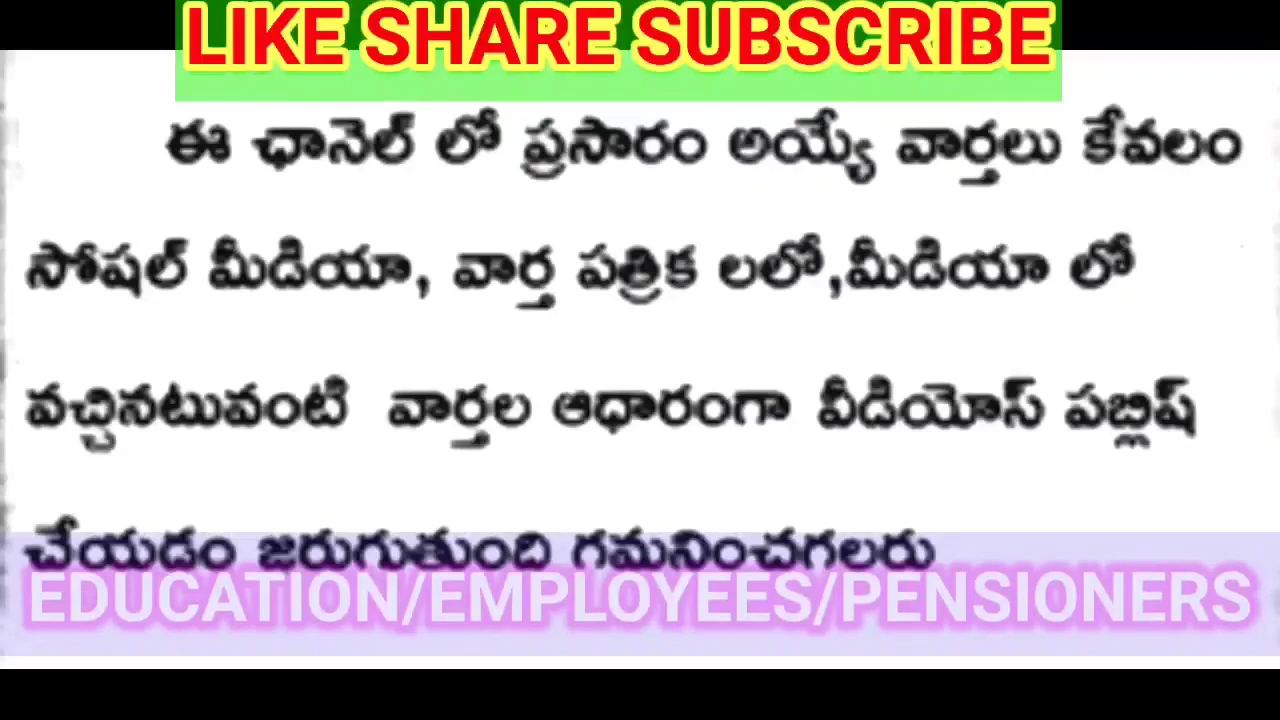 LIKE SHARE SUBSCRIBE
ఈ ఛానెల్ లో ప్రసారం అయ్యే వార్తలు కేవలం
సోషల్ మీడియా, వార్త పత్రిక లలో,మీడియా లో
వచ్చినటువంటి వార్తల ఆధారంగా వీడియోస్ పబ్లిష్
చేయడం జరుగుతుంది గమనించగలరు
EDUCATION/EMPLOYEES/PENSIONERS